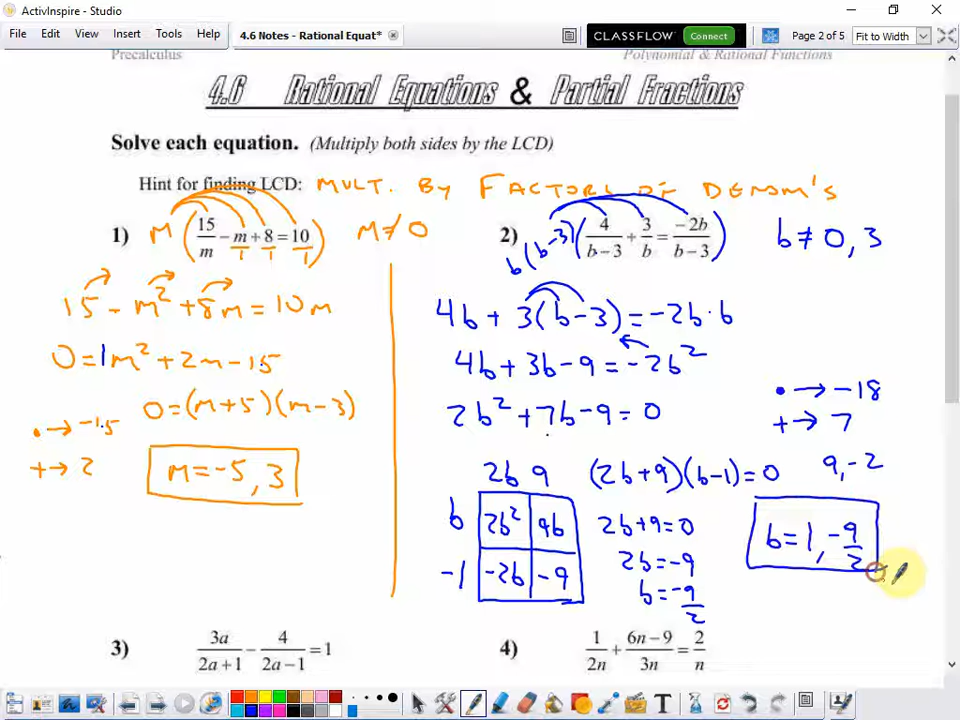 ActivInspire - Studio
File Edit View Insert Tools Help 4.6 Notes - Rational Equat* CLASSFLOW Connect Page 2 of 5 Fit to Width
Precalculus Polynomial & Rational Functions
4.6 Rational Equations & Partial Fractions
Solve each equation. (Multiply both sides by the LCD)
Hint for finding LCD: MULT. BY FACTORS OF DENOM'S
1) m(15/m - m/1 + 8/1 = 10/1) m≠0
15 - m² + 8m = 10m
0 = 1m² + 2m - 15
0 = (m+5)(m-3)
• → -15
+ → 2
m = -5, 3
2) b(b-3)(4/(b-3) + 3/b = -2b/(b-3)) b≠0, 3
4b + 3(b-3) = -2b·b
4b + 3b - 9 = -2b²
2b² + 7b - 9 = 0
• → -18
+ → 7
9, -2
2b 9
b 2b² 9b
-1 -2b -9
(2b+9)(b-1) = 0
2b+9=0
2b=-9
b=-9/2
b = 1, -9/2
3) 3a/(2a+1) - 4/(2a-1) = 1
4) 1/2n + (6n-9)/3n = 2/n